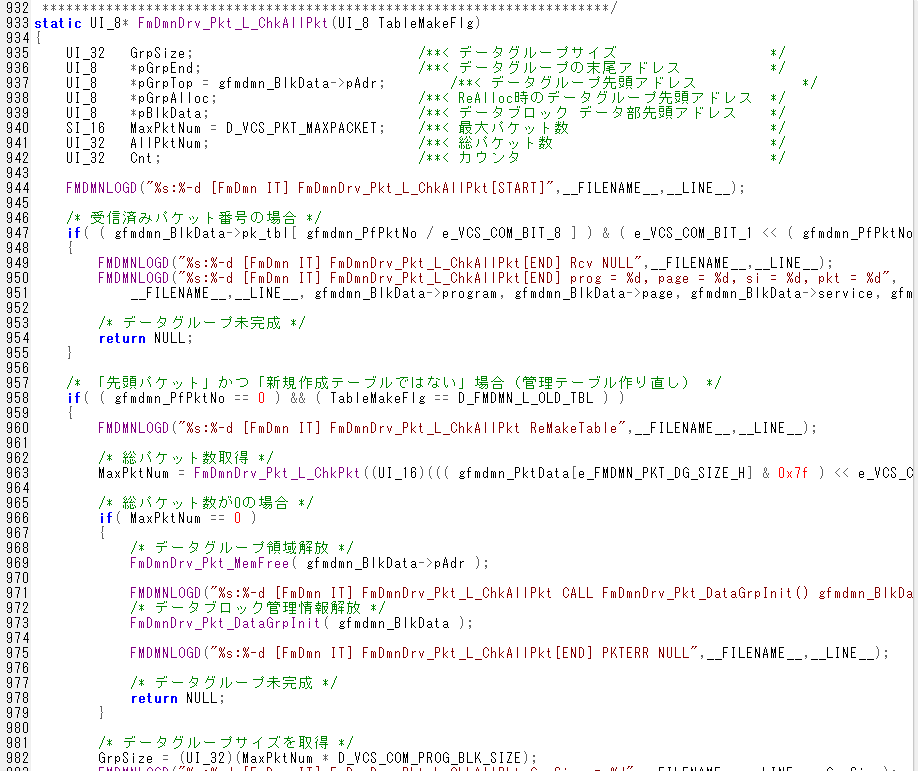 932 ***********************************************************************/
933 static UI_8* FmDmnDrv_Pkt_L_ChkAllPkt(UI_8 TableMakeFlg)
934 {
935     UI_32   GrpSize;                            /**< データグループサイズ                   */
936     UI_8    *pGrpEnd;                           /**< データグループの末尾アドレス           */
937     UI_8    *pGrpTop = gfmdmn_BlkData->pAdr;        /**< データグループ先頭アドレス             */
938     UI_8    *pGrpAlloc;                         /**< ReAlloc時のデータグループ先頭アドレス  */
939     UI_8    *pBlkData;                          /**< データブロック データ部先頭アドレス    */
940     SI_16   MaxPktNum = D_VCS_PKT_MAXPACKET;    /**< 最大パケット数                         */
941     UI_32   AllPktNum;                          /**< 総パケット数                           */
942     UI_32   Cnt;                                /**< カウンタ                               */
943
944     FMDMNLOGD("%s:%-d [FmDmn IT] FmDmnDrv_Pkt_L_ChkAllPkt[START]",__FILENAME__,__LINE__);
945
946     /* 受信済みパケット番号の場合 */
947     if( ( gfmdmn_BlkData->pk_tbl[ gfmdmn_PfPktNo / e_VCS_COM_BIT_8 ] ) & ( e_VCS_COM_BIT_1 << ( gfmdmn_PfPktNo
948     {
949         FMDMNLOGD("%s:%-d [FmDmn IT] FmDmnDrv_Pkt_L_ChkAllPkt[END] Rcv NULL",__FILENAME__,__LINE__);
950         FMDMNLOGD("%s:%-d [FmDmn IT] FmDmnDrv_Pkt_L_ChkAllPkt[END] prog = %d, page = %d, si = %d, pkt = %d",
951             __FILENAME__,__LINE__, gfmdmn_BlkData->program, gfmdmn_BlkData->page, gfmdmn_BlkData->service, gfm
952
953         /* データグループ未完成 */
954         return NULL;
955     }
956
957     /* 「先頭パケット」かつ「新規作成テーブルではない」場合（管理テーブル作り直し） */
958     if( ( gfmdmn_PfPktNo == 0 ) && ( TableMakeFlg == D_FMDMN_L_OLD_TBL ) )
959     {
960         FMDMNLOGD("%s:%-d [FmDmn IT] FmDmnDrv_Pkt_L_ChkAllPkt ReMakeTable",__FILENAME__,__LINE__);
961
962         /* 総パケット数取得 */
963         MaxPktNum = FmDmnDrv_Pkt_L_ChkPkt((UI_16)((( gfmdmn_PktData[e_FMDMN_PKT_DG_SIZE_H] & 0x7f ) << e_VCS_C
964
965         /* 総パケット数が0の場合 */
966         if( MaxPktNum == 0 )
967         {
968             /* データグループ領域解放 */
969             FmDmnDrv_Pkt_MemFree( gfmdmn_BlkData->pAdr );
970
971             FMDMNLOGD("%s:%-d [FmDmn IT] FmDmnDrv_Pkt_L_ChkAllPkt CALL FmDmnDrv_Pkt_DataGrpInit() gfmdmn_BlkDa
972             /* データブロック管理情報解放 */
973             FmDmnDrv_Pkt_DataGrpInit( gfmdmn_BlkData );
974
975             FMDMNLOGD("%s:%-d [FmDmn IT] FmDmnDrv_Pkt_L_ChkAllPkt[END] PKTERR NULL",__FILENAME__,__LINE__);
976
977             /* データグループ未完成 */
978             return NULL;
979         }
980
981         /* データグループサイズを取得 */
982         GrpSize = (UI_32)(MaxPktNum * D_VCS_COM_PROG_BLK_SIZE);